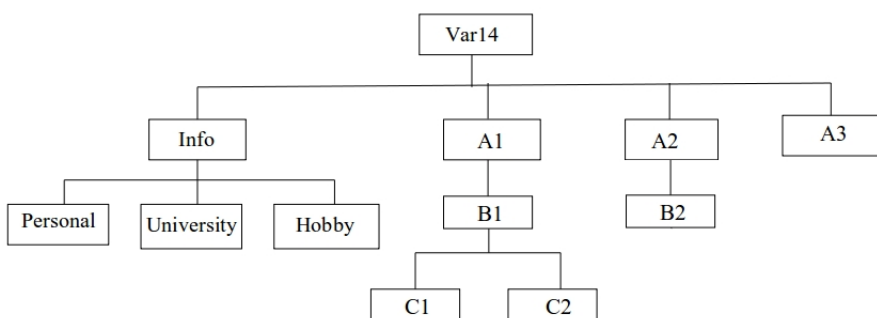 Var14
Info
A1
A2
A3
Personal
University
Hobby
B1
B2
C1
C2